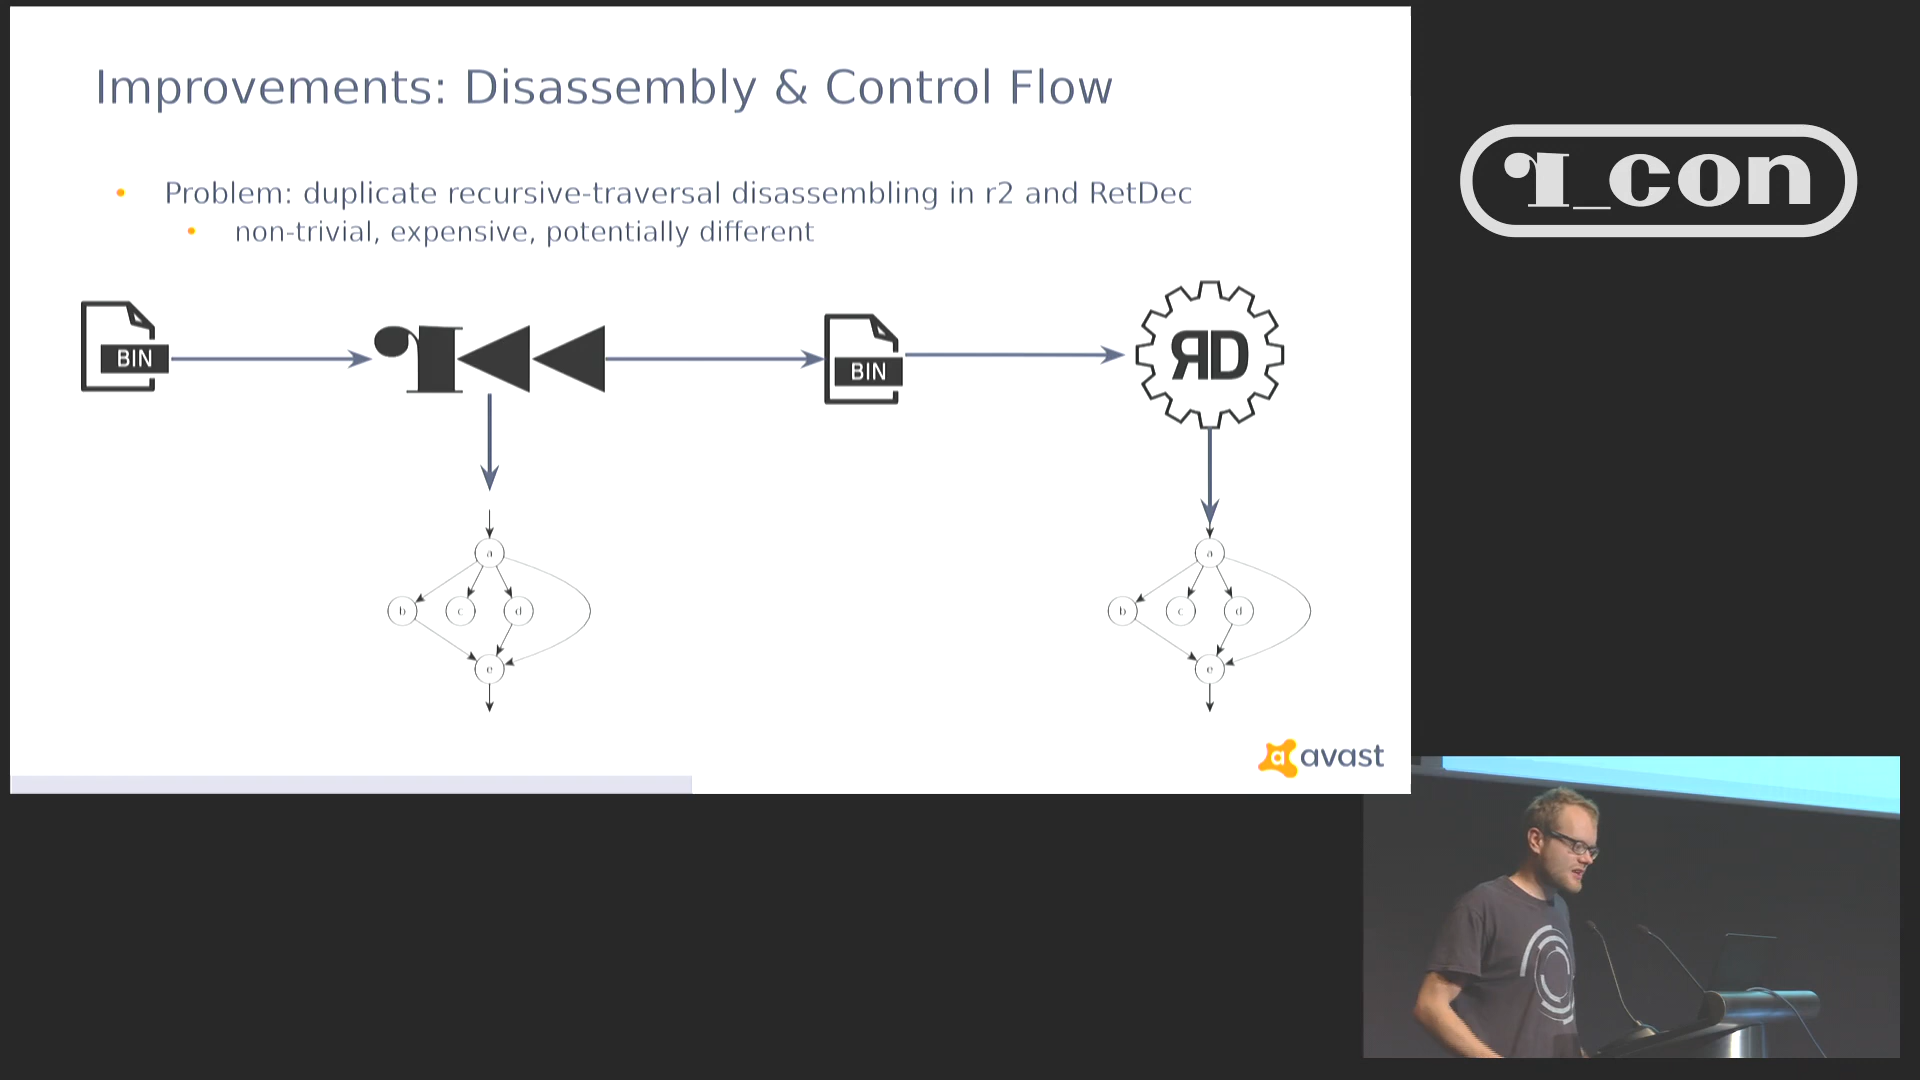 Improvements: Disassembly & Control Flow
r_con
Problem: duplicate recursive-traversal disassembling in r2 and RetDec
non-trivial, expensive, potentially different
BIN
BIN
RD
a
a
b c d
b c d
e
e
avast